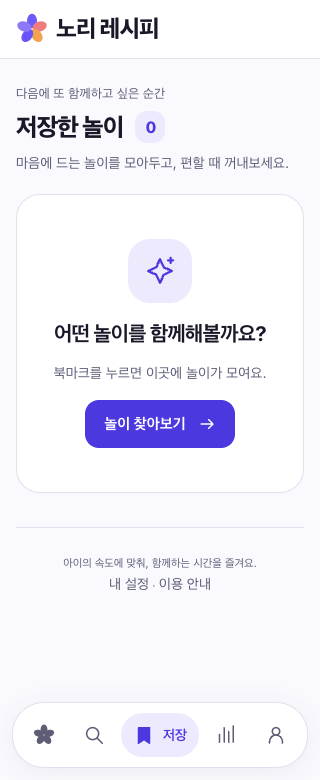 노리 레시피
다음에 또 함께하고 싶은 순간
저장한 놀이 0
마음에 드는 놀이를 모아두고, 편할 때 꺼내보세요.
어떤 놀이를 함께해볼까요?
북마크를 누르면 이곳에 놀이가 모여요.
놀이 찾아보기 →
아이의 속도에 맞춰, 함께하는 시간을 즐겨요.
내 설정 · 이용 안내
저장